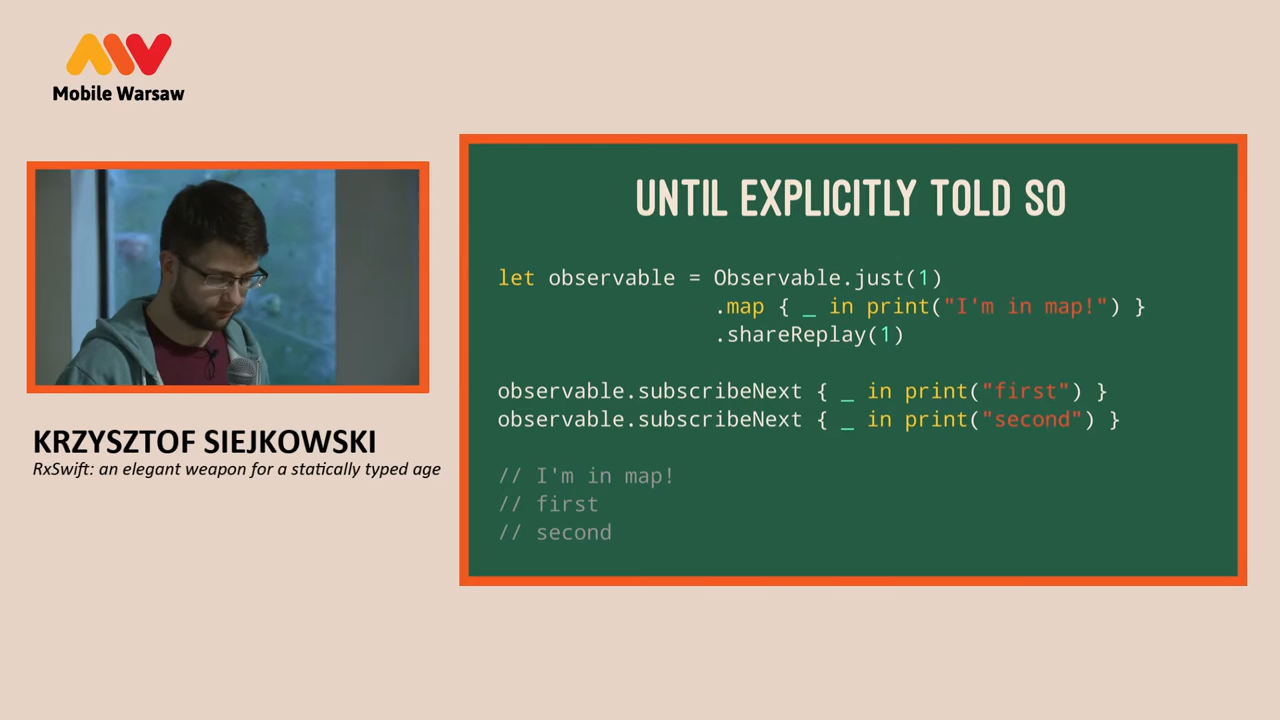 Mobile Warsaw
UNTIL EXPLICITLY TOLD SO
let observable = Observable.just(1)
.map { _ in print("I'm in map!") }
.shareReplay(1)
observable.subscribeNext { _ in print("first") }
observable.subscribeNext { _ in print("second") }
// I'm in map!
// first
// second
KRZYSZTOF SIEJKOWSKI
RxSwift: an elegant weapon for a statically typed age